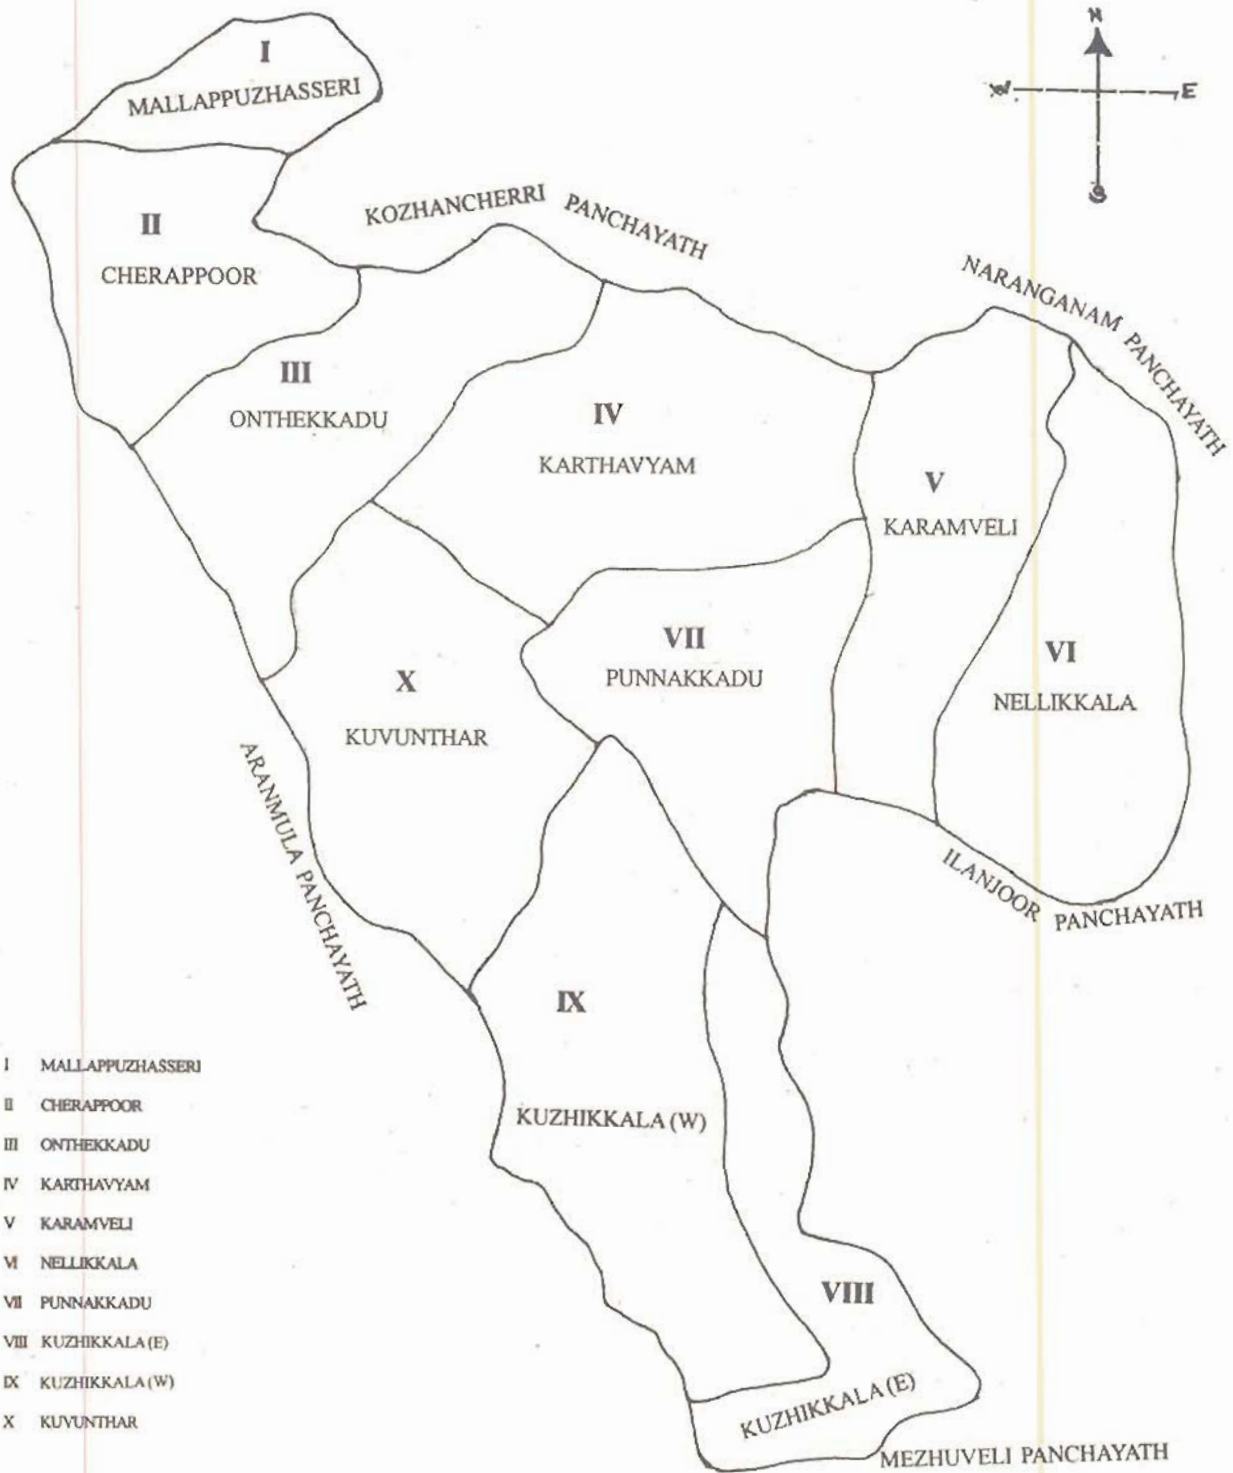 N
W E
S
I
MALLAPPUZHASSERI
II
CHERAPPOOR
KOZHANCHERRI PANCHAYATH
NARANGANAM PANCHAYATH
III
ONTHEKKADU
IV
KARTHAVYAM
V
KARAMVELI
VI
NELLIKKALA
VII
PUNNAKKADU
X
KUVUNTHAR
ARANMULA PANCHAYATH
ILANJOOR PANCHAYATH
IX
KUZHIKKALA (W)
VIII
KUZHIKKALA (E)
MEZHUVELI PANCHAYATH
I MALLAPPUZHASSERI
II CHERAPPOOR
III ONTHEKKADU
IV KARTHAVYAM
V KARAMVELI
VI NELLIKKALA
VII PUNNAKKADU
VIII KUZHIKKALA (E)
IX KUZHIKKALA (W)
X KUVUNTHAR